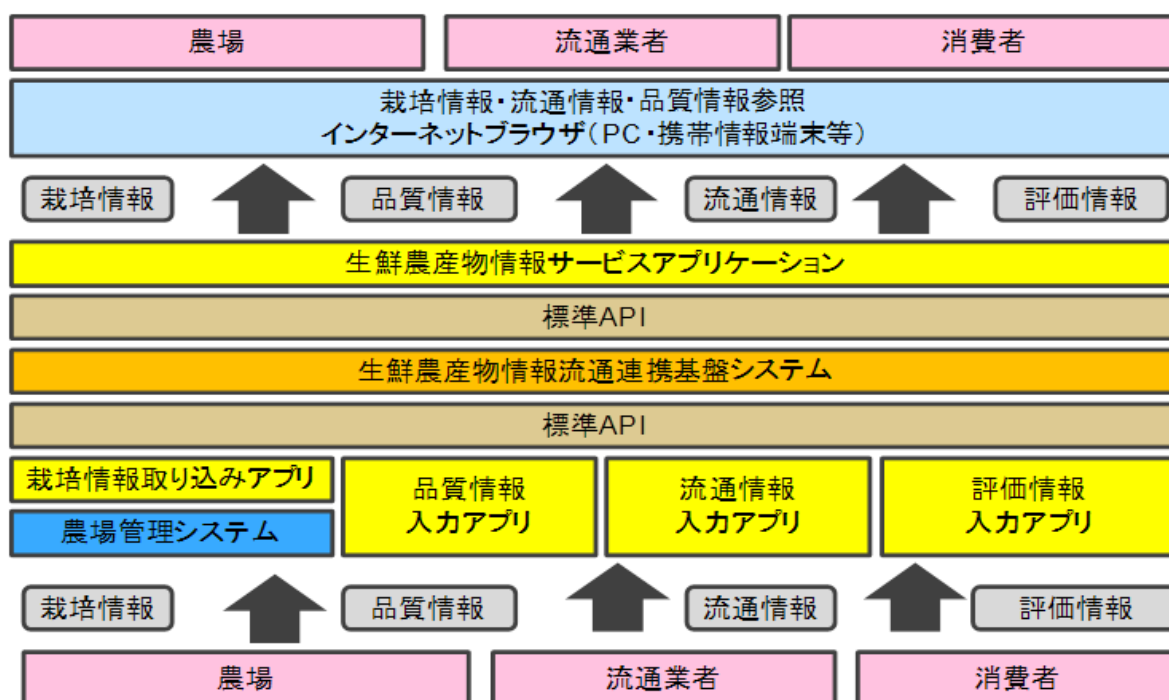 農場
流通業者
消費者
栽培情報・流通情報・品質情報参照
インターネットブラウザ(PC・携帯情報端末等)
栽培情報
品質情報
流通情報
評価情報
生鮮農産物情報サービスアプリケーション
標準API
生鮮農産物情報流通連携基盤システム
標準API
栽培情報取り込みアプリ
農場管理システム
品質情報
入力アプリ
流通情報
入力アプリ
評価情報
入力アプリ
栽培情報
品質情報
流通情報
評価情報
農場
流通業者
消費者